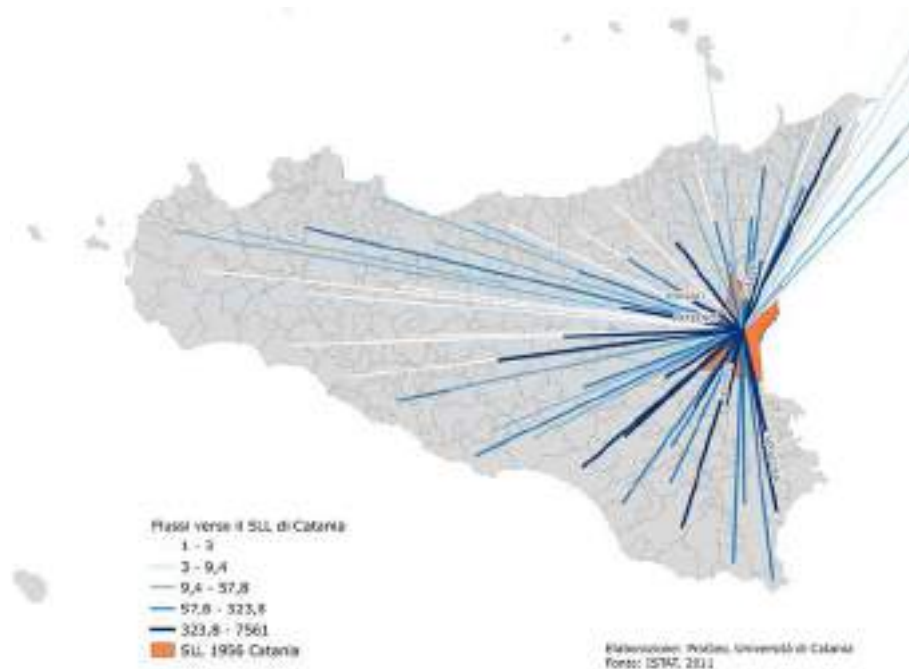 Flussi verso il SLL di Catania
1 - 3
3 - 9,4
9,4 - 57,8
57,8 - 323,8
323,8 - 7561
SLL 1956 Catania
Elaborazione: Università di Catania
Fonte: ISTAT, 2011